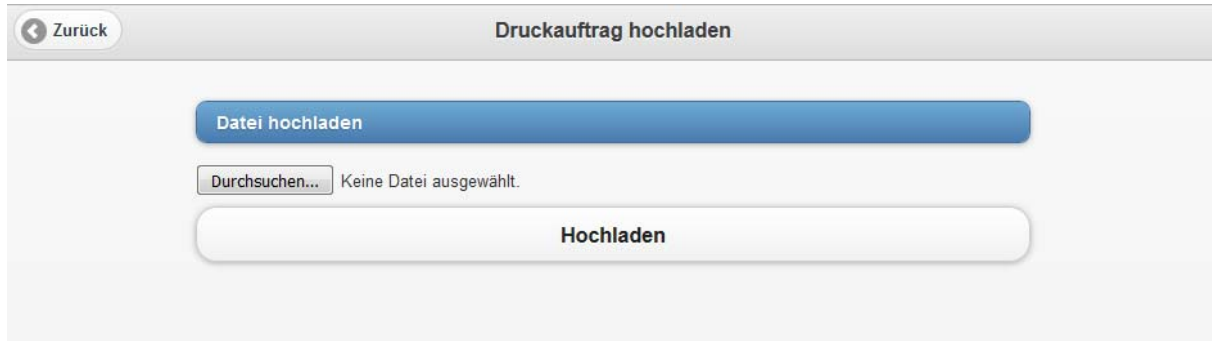 Zurück
Druckauftrag hochladen
Datei hochladen
Durchsuchen... Keine Datei ausgewählt.
Hochladen